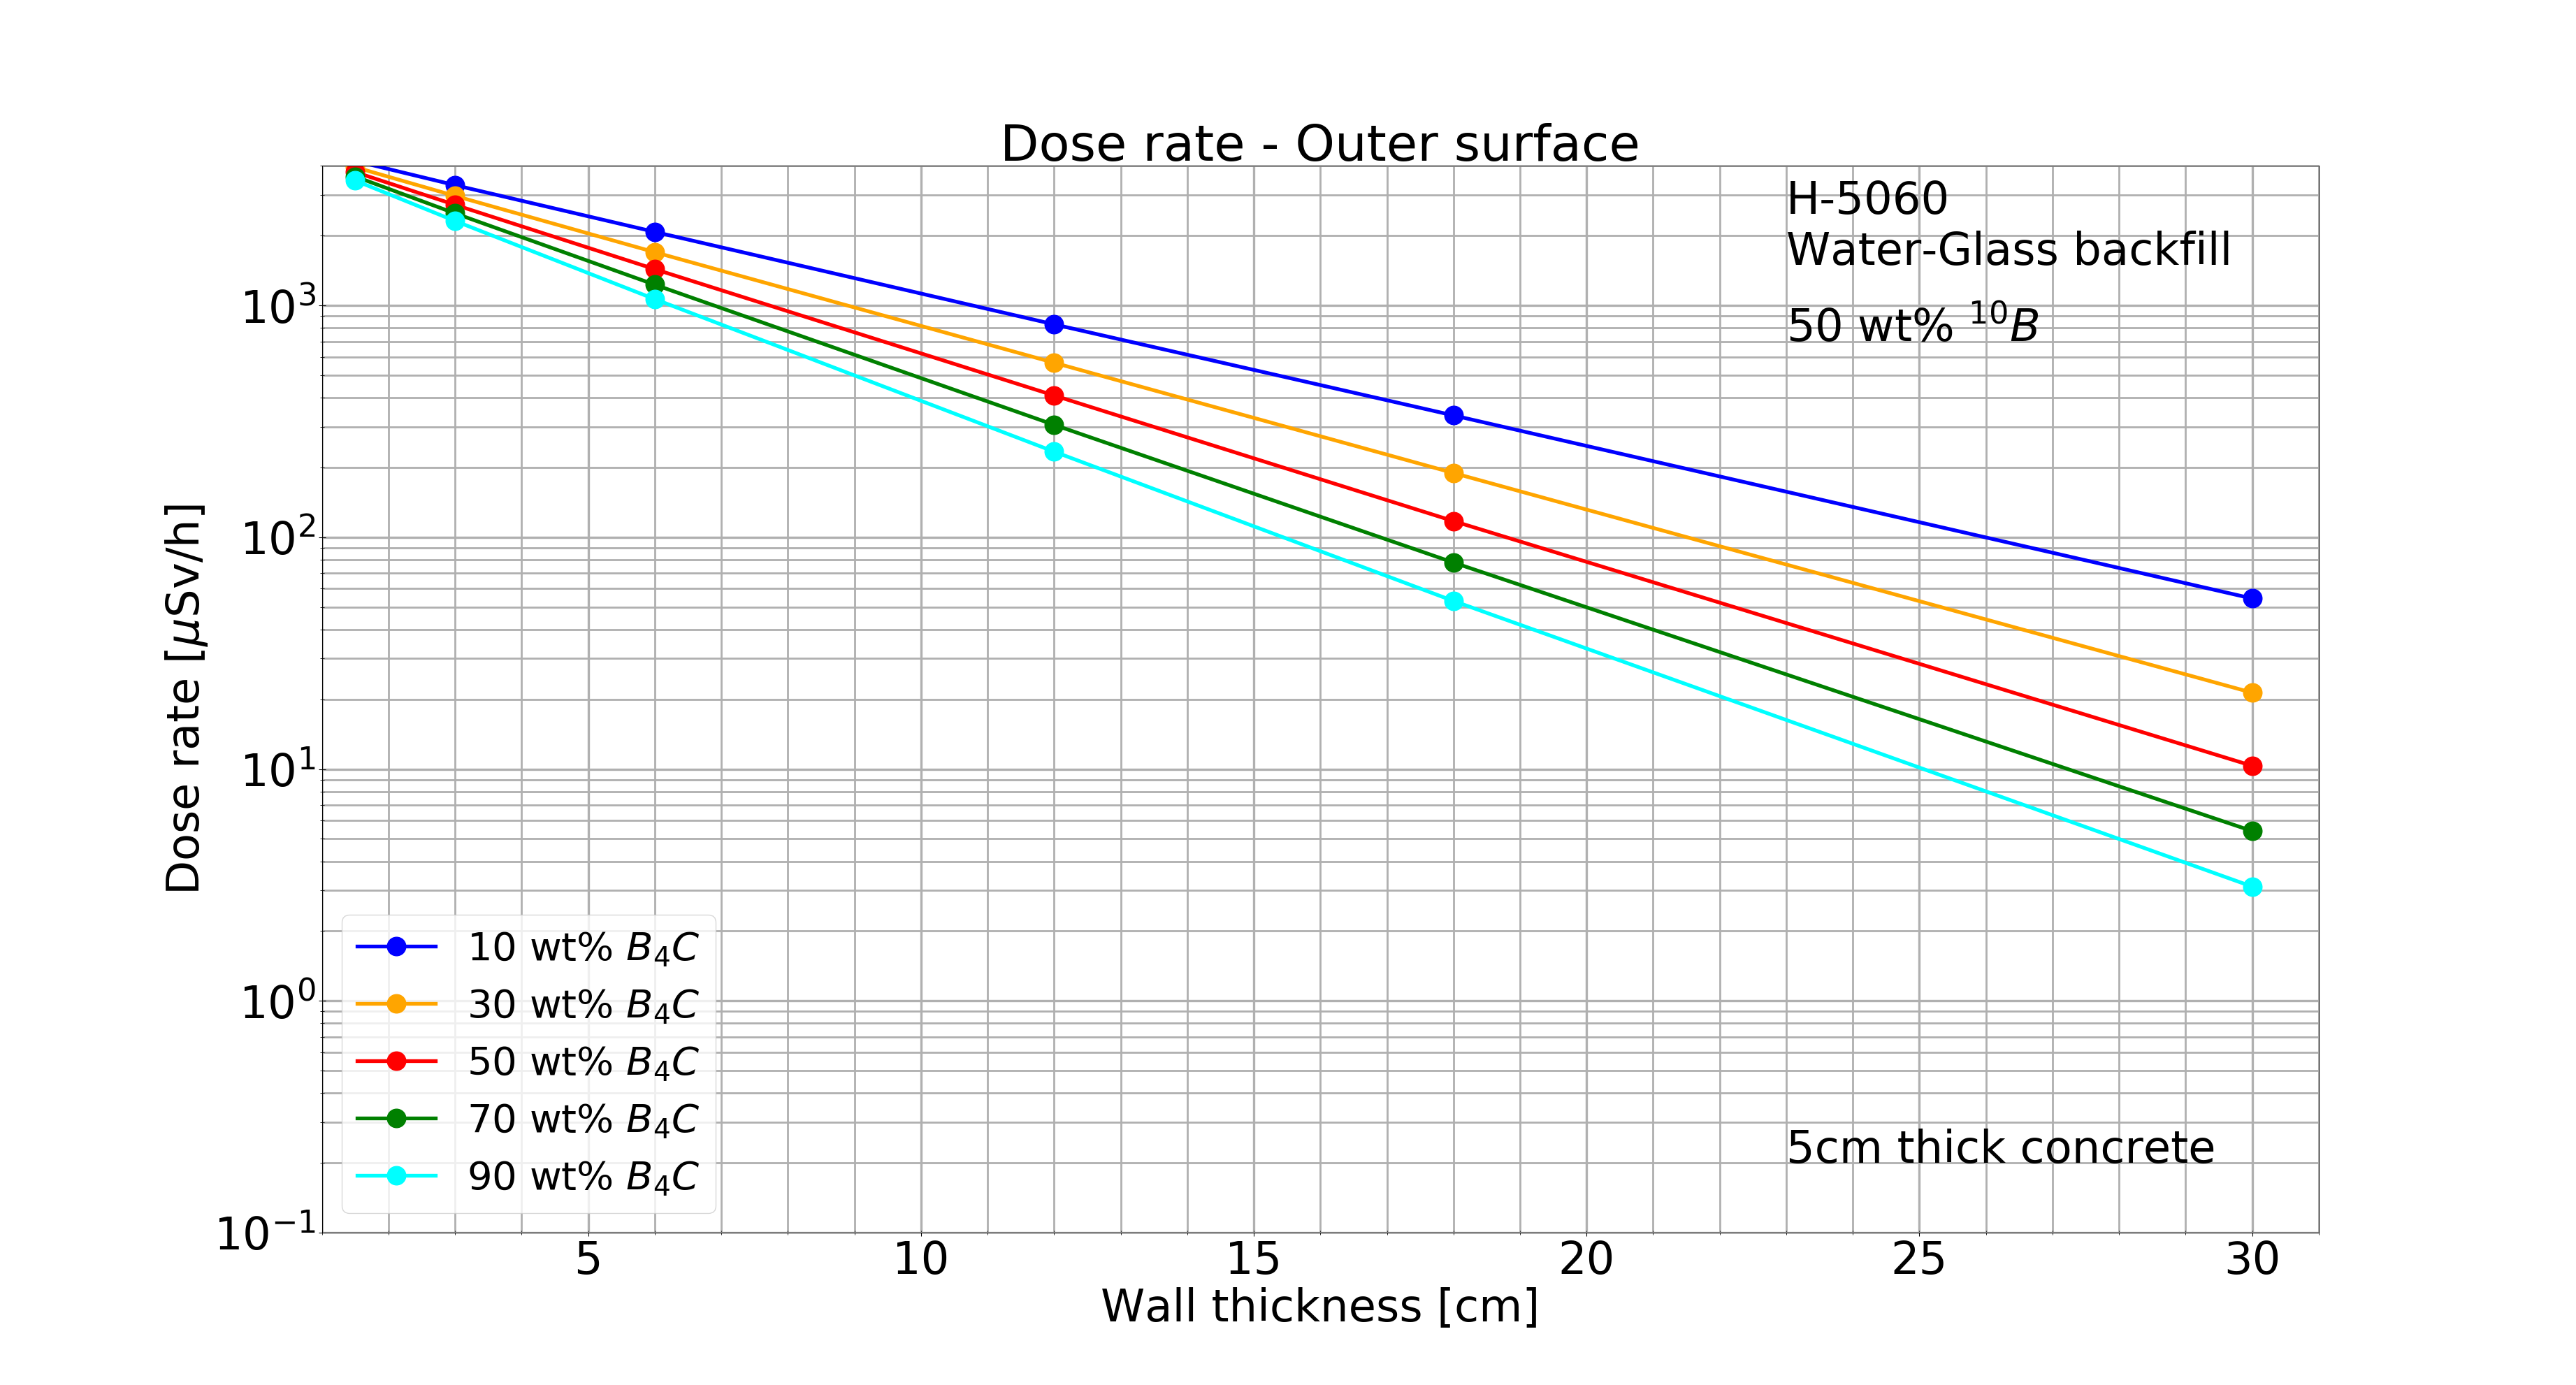 Dose rate - Outer surface
H-5060
Water-Glass backfill
50 wt% ¹⁰B
10³
10²
10¹
10⁰
10⁻¹
Dose rate [μSv/h]
10 wt% B₄C
30 wt% B₄C
50 wt% B₄C
70 wt% B₄C
90 wt% B₄C
5cm thick concrete
5 10 15 20 25 30
Wall thickness [cm]